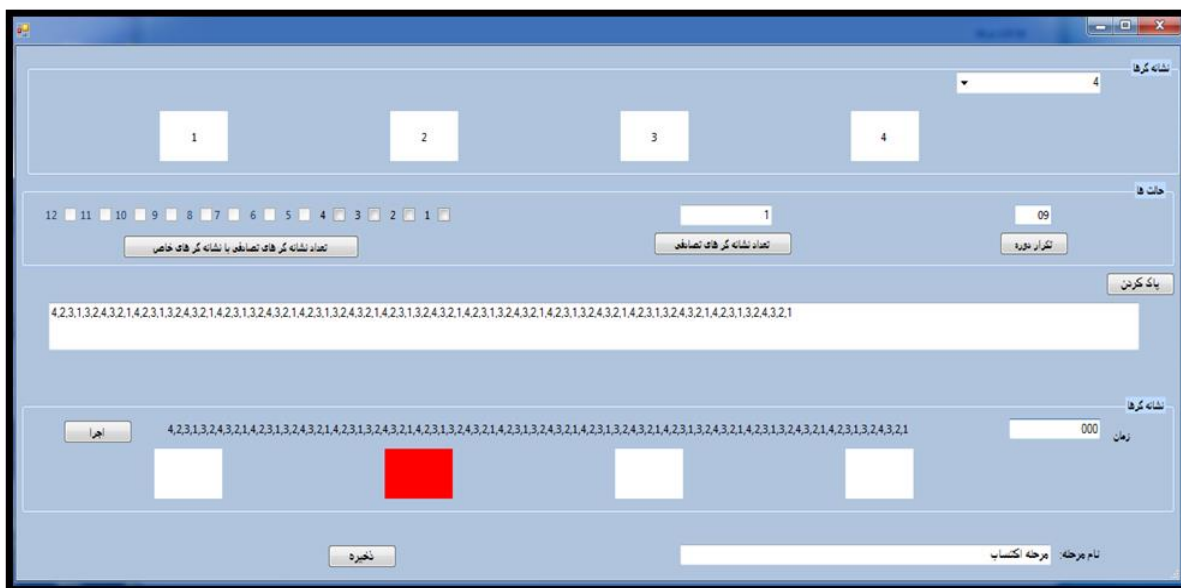 نشانه گرها
4
1 2 3 4
حالت ها
12 11 10 9 8 7 6 5 4 3 2 1
1
09
تعداد نشانه گر های تصادفی با نشانه گر های خاص
تعداد نشانه گر های تصادفی
تکرار دوره
پاک کردن
4,2,3,1,3,2,4,3,2,1,4,2,3,1,3,2,4,3,2,1,4,2,3,1,3,2,4,3,2,1,4,2,3,1,3,2,4,3,2,1,4,2,3,1,3,2,4,3,2,1,4,2,3,1,3,2,4,3,2,1,4,2,3,1,3,2,4,3,2,1,4,2,3,1,3,2,4,3,2,1,4,2,3,1,3,2,4,3,2,1
نشانه گرها
زمان 000
4,2,3,1,3,2,4,3,2,1,4,2,3,1,3,2,4,3,2,1,4,2,3,1,3,2,4,3,2,1,4,2,3,1,3,2,4,3,2,1,4,2,3,1,3,2,4,3,2,1,4,2,3,1,3,2,4,3,2,1,4,2,3,1,3,2,4,3,2,1,4,2,3,1,3,2,4,3,2,1,4,2,3,1,3,2,4,3,2,1
اجرا
نام مرحله: مرحله اکتساب
ذخیره